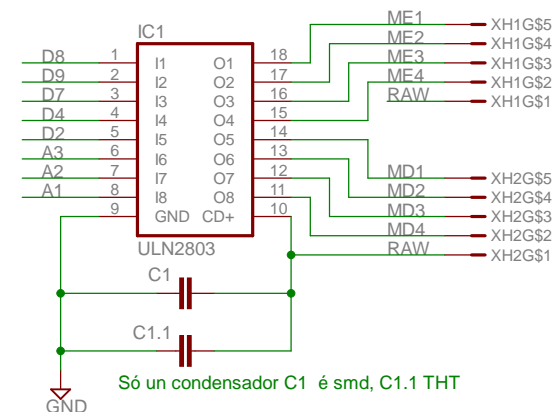 IC1
ME1 XH1G$5
ME2 XH1G$4
D8 1 I1 O1 18 ME3 XH1G$3
D9 2 I2 O2 17 ME4 XH1G$2
D7 3 I3 O3 16 RAW XH1G$1
D4 4 I4 O4 15
D2 5 I5 O5 14
A3 6 I6 O6 13 MD1 XH2G$5
A2 7 I7 O7 12 MD2 XH2G$4
A1 8 I8 O8 11 MD3 XH2G$3
9 GND CD+ 10 MD4 XH2G$2
RAW XH2G$1
ULN2803
C1
C1.1
Só un condensador C1 é smd, C1.1 THT
GND